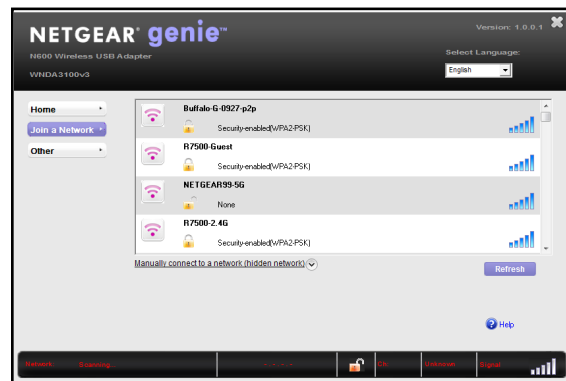 NETGEAR® genie™
Version: 1.0.0.1
N600 Wireless USB Adapter
Select Language:
WNDA3100v3
English
Home
Join a Network
Other
Buffalo-G-0927-p2p
Security-enabled(WPA2-PSK)
R7500-Guest
Security-enabled(WPA2-PSK)
NETGEAR99-5G
None
R7500-2.4G
Security-enabled(WPA2-PSK)
Manually connect to a network (hidden network)
Refresh
? Help
Network: Scanning... -.-.-.- Ch: Unknown Signal: